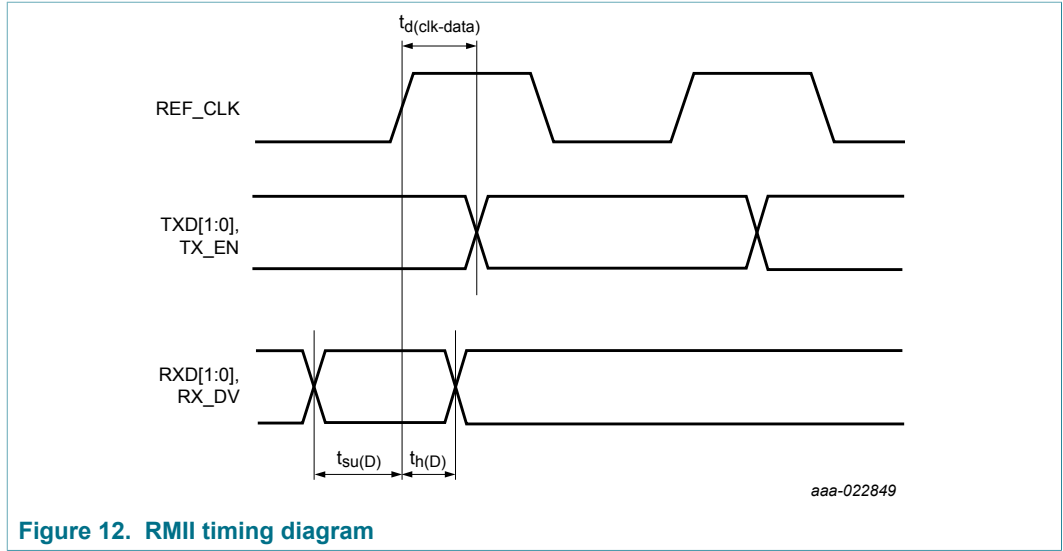 td(clk-data)
REF_CLK
TXD[1:0],
TX_EN
RXD[1:0],
RX_DV
tsu(D)
th(D)
aaa-022849
Figure 12. RMII timing diagram